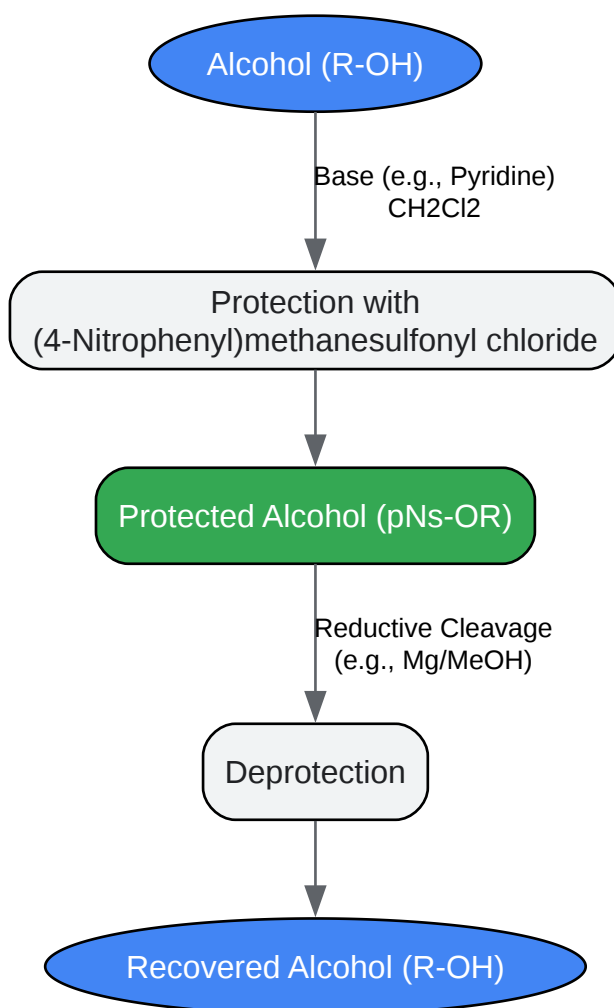 Alcohol (R-OH)
Base (e.g., Pyridine)
CH2Cl2
Protection with
(4-Nitrophenyl)methanesulfonyl chloride
Protected Alcohol (pNs-OR)
Reductive Cleavage
(e.g., Mg/MeOH)
Deprotection
Recovered Alcohol (R-OH)